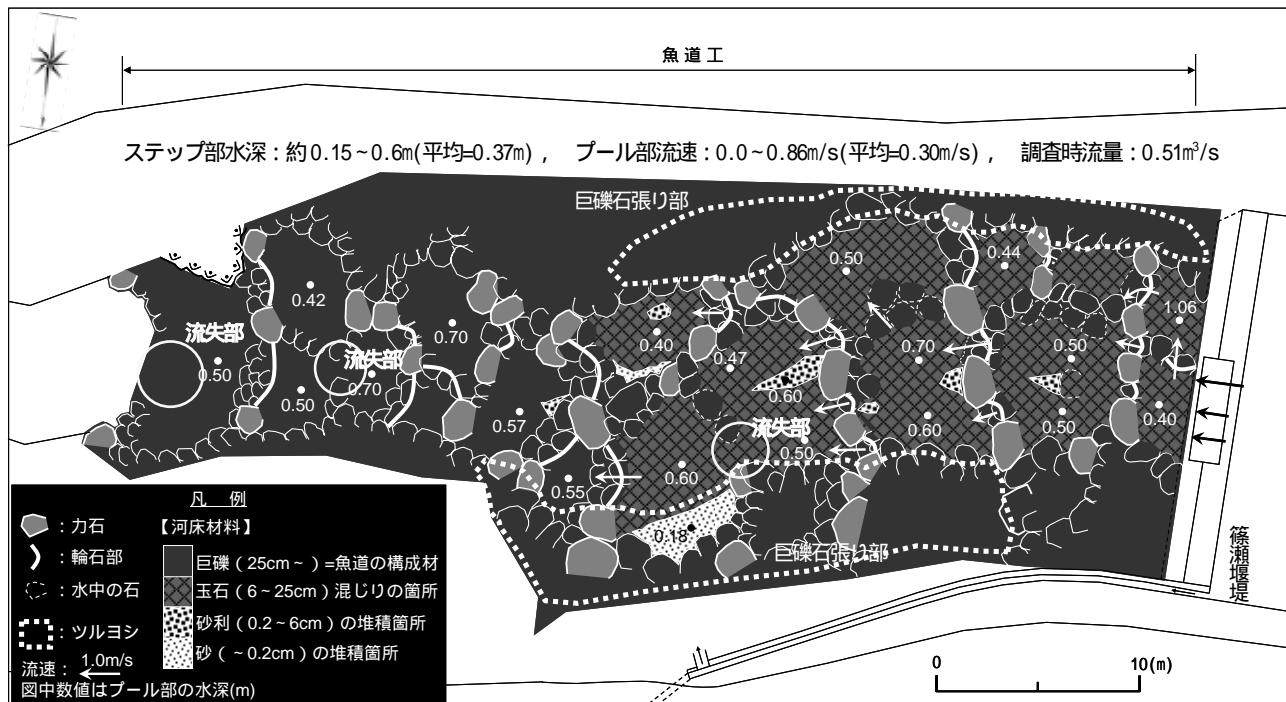 魚道工
ステップ部水深：約0.15～0.6m(平均=0.37m) ， プール部流速：0.0～0.86m/s(平均=0.30m/s) ， 調査時流量：0.51m³/s
巨礫石張り部
0.50
0.44
1.06
0.42
流失部
0.50
流失部
0.70
0.70
0.40
0.47
0.70
0.50
0.50
0.60
0.57
流失部
0.50
0.60
0.50
0.40
0.55
0.60
0.18
巨礫石張り部
篠瀬堰堤
凡 例
：力石
【河床材料】
：輪石部
巨礫（25cm～）=魚道の構成材
：水中の石
玉石（6～25cm）混じりの箇所
：ツルヨシ
砂利（0.2～6cm）の堆積箇所
流速： 1.0m/s
砂（～0.2cm）の堆積箇所
図中数値はプール部の水深(m)
0
10(m)